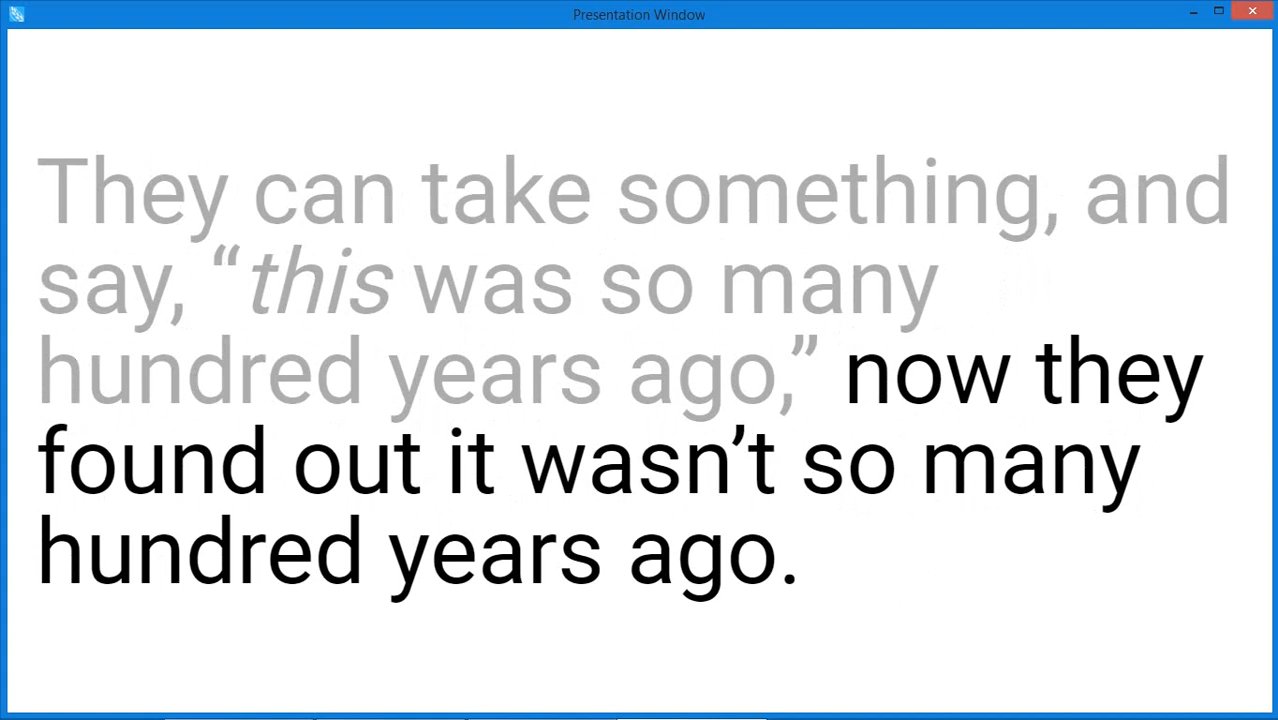 Presentation Window
They can take something, and
say, “this was so many
hundred years ago,” now they
found out it wasn’t so many
hundred years ago.